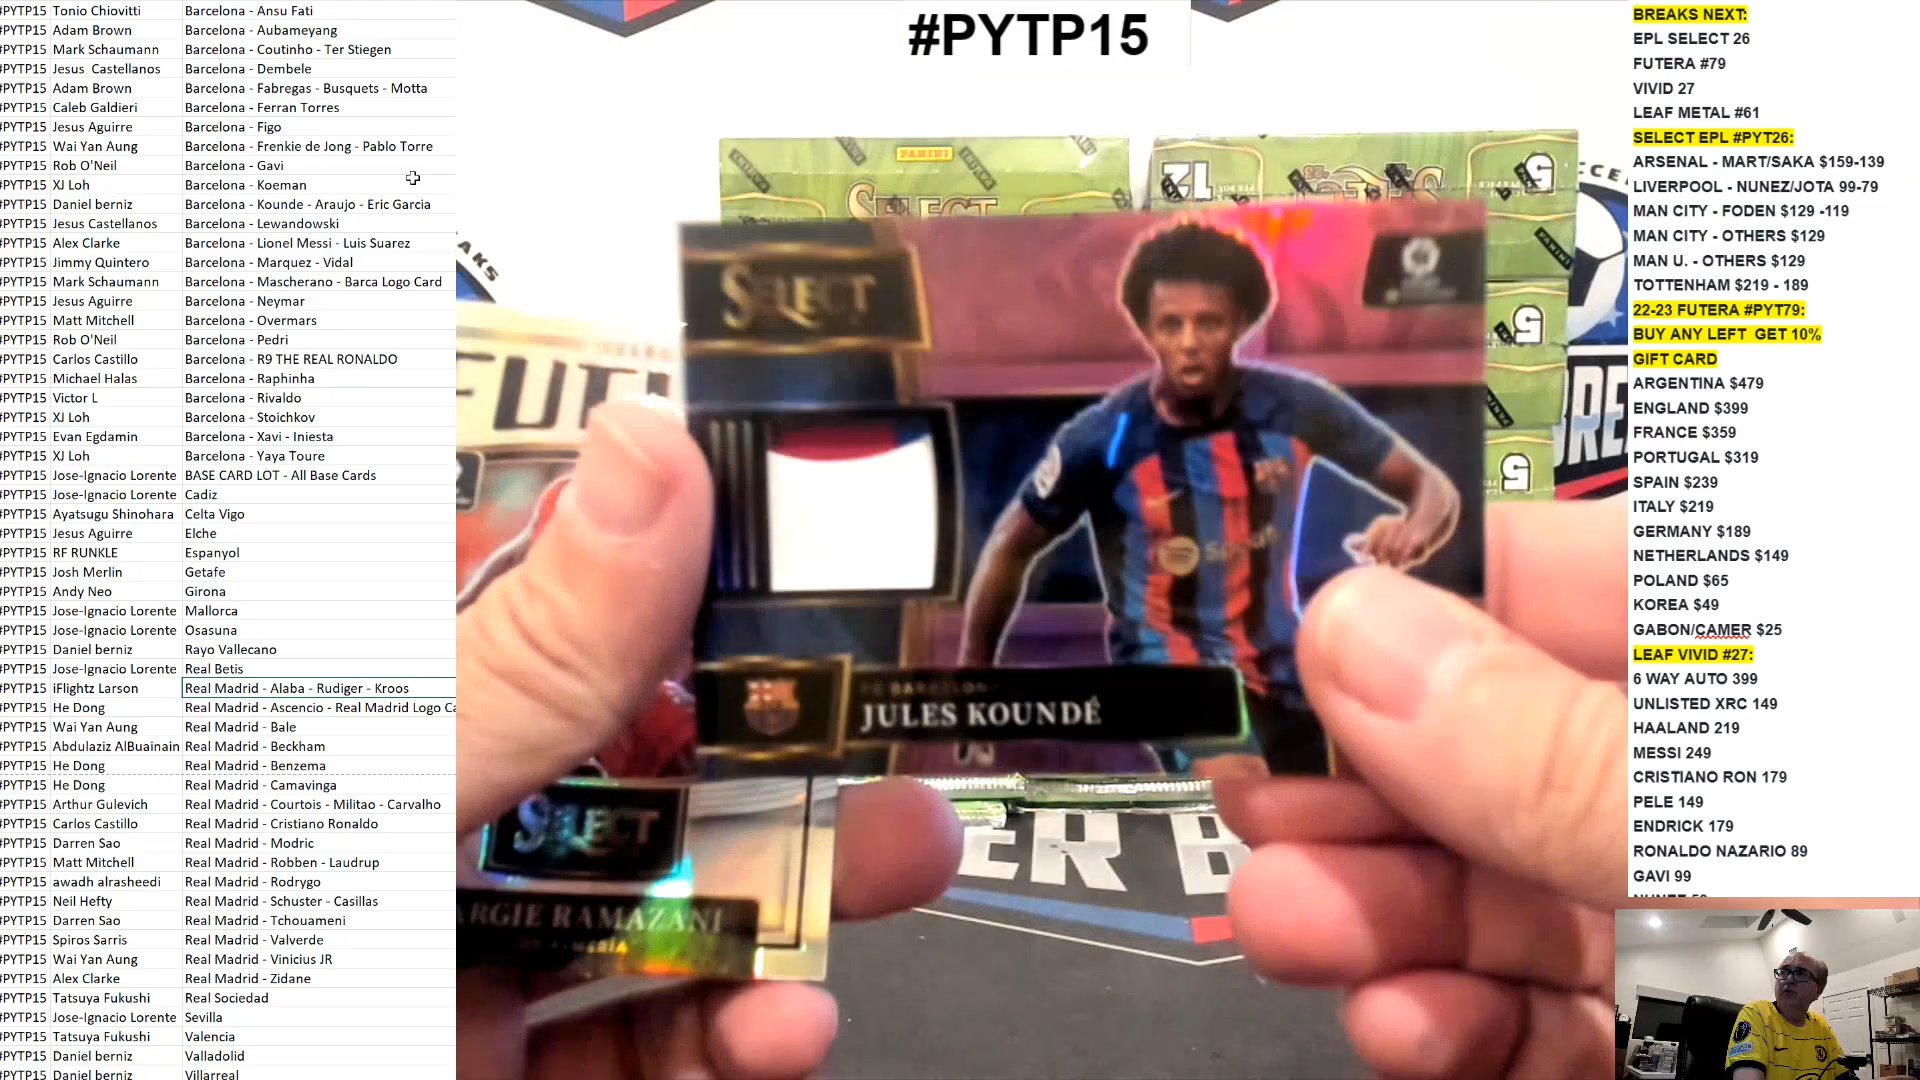 #PYTP15 Tonio Chiovitti Barcelona - Ansu Fati
#PYTP15 Adam Brown Barcelona - Aubameyang
#PYTP15 Mark Schaumann Barcelona - Coutinho - Ter Stiegen
#PYTP15 Jesus Castellanos Barcelona - Dembele
#PYTP15 Adam Brown Barcelona - Fabregas - Busquets - Motta
#PYTP15 Caleb Galdieri Barcelona - Ferran Torres
#PYTP15 Jesus Aguirre Barcelona - Figo
#PYTP15 Wai Yan Aung Barcelona - Frenkie de Jong - Pablo Torre
#PYTP15 Rob O'Neil Barcelona - Gavi
#PYTP15 XJ Loh Barcelona - Koeman
#PYTP15 Daniel berniz Barcelona - Kounde - Araujo - Eric Garcia
#PYTP15 Jesus Castellanos Barcelona - Lewandowski
#PYTP15 Alex Clarke Barcelona - Lionel Messi - Luis Suarez
#PYTP15 Jimmy Quintero Barcelona - Marquez - Vidal
#PYTP15 Mark Schaumann Barcelona - Mascherano - Barca Logo Card
#PYTP15 Jesus Aguirre Barcelona - Neymar
#PYTP15 Matt Mitchell Barcelona - Overmars
#PYTP15 Rob O'Neil Barcelona - Pedri
#PYTP15 Carlos Castillo Barcelona - R9 THE REAL RONALDO
#PYTP15 Michael Halas Barcelona - Raphinha
#PYTP15 Victor L Barcelona - Rivaldo
#PYTP15 XJ Loh Barcelona - Stoichkov
#PYTP15 Evan Egdamin Barcelona - Xavi - Iniesta
#PYTP15 XJ Loh Barcelona - Yaya Toure
#PYTP15 Jose-Ignacio Lorente BASE CARD LOT - All Base Cards
#PYTP15 Jose-Ignacio Lorente Cadiz
#PYTP15 Ayatsugu Shinohara Celta Vigo
#PYTP15 Jesus Aguirre Elche
#PYTP15 RF RUNKLE Espanyol
#PYTP15 Josh Merlin Getafe
#PYTP15 Andy Neo Girona
#PYTP15 Jose-Ignacio Lorente Mallorca
#PYTP15 Jose-Ignacio Lorente Osasuna
#PYTP15 Daniel berniz Rayo Vallecano
#PYTP15 Jose-Ignacio Lorente Real Betis
#PYTP15 iFlightz Larson Real Madrid - Alaba - Rudiger - Kroos
#PYTP15 He Dong Real Madrid - Ascencio - Real Madrid Logo Ca
#PYTP15 Wai Yan Aung Real Madrid - Bale
#PYTP15 Abdulaziz AlBuainain Real Madrid - Beckham
#PYTP15 He Dong Real Madrid - Benzema
#PYTP15 He Dong Real Madrid - Camavinga
#PYTP15 Arthur Gulevich Real Madrid - Courtois - Militao - Carvalho
#PYTP15 Carlos Castillo Real Madrid - Cristiano Ronaldo
#PYTP15 Darren Sao Real Madrid - Modric
#PYTP15 Matt Mitchell Real Madrid - Robben - Laudrup
#PYTP15 awadh alrasheedi Real Madrid - Rodrygo
#PYTP15 Neil Hefty Real Madrid - Schuster - Casillas
#PYTP15 Darren Sao Real Madrid - Tchouameni
#PYTP15 Spiros Sarris Real Madrid - Valverde
#PYTP15 Wai Yan Aung Real Madrid - Vinicius JR
#PYTP15 Alex Clarke Real Madrid - Zidane
#PYTP15 Tatsuya Fukushi Real Sociedad
#PYTP15 Jose-Ignacio Lorente Sevilla
#PYTP15 Tatsuya Fukushi Valencia
#PYTP15 Daniel berniz Valladolid
#PYTP15 Daniel berniz Villarreal
#PYTP15
PANINI
SELECT
12
5
5
5
SELECT
FC BARCELONA
JULES KOUNDÉ
SELECT
ARGIE RAMAZANI
FUT
ER B
BREAKS NEXT:
EPL SELECT 26
FUTERA #79
VIVID 27
LEAF METAL #61
SELECT EPL #PYT26:
ARSENAL - MART/SAKA $159-139
LIVERPOOL - NUNEZ/JOTA 99-79
MAN CITY - FODEN $129 -119
MAN CITY - OTHERS $129
MAN U. - OTHERS $129
TOTTENHAM $219 - 189
22-23 FUTERA #PYT79:
BUY ANY LEFT GET 10%
GIFT CARD
ARGENTINA $479
ENGLAND $399
FRANCE $359
PORTUGAL $319
SPAIN $239
ITALY $219
GERMANY $189
NETHERLANDS $149
POLAND $65
KOREA $49
GABON/CAMER $25
LEAF VIVID #27:
6 WAY AUTO 399
UNLISTED XRC 149
HAALAND 219
MESSI 249
CRISTIANO RON 179
PELE 149
ENDRICK 179
RONALDO NAZARIO 89
GAVI 99